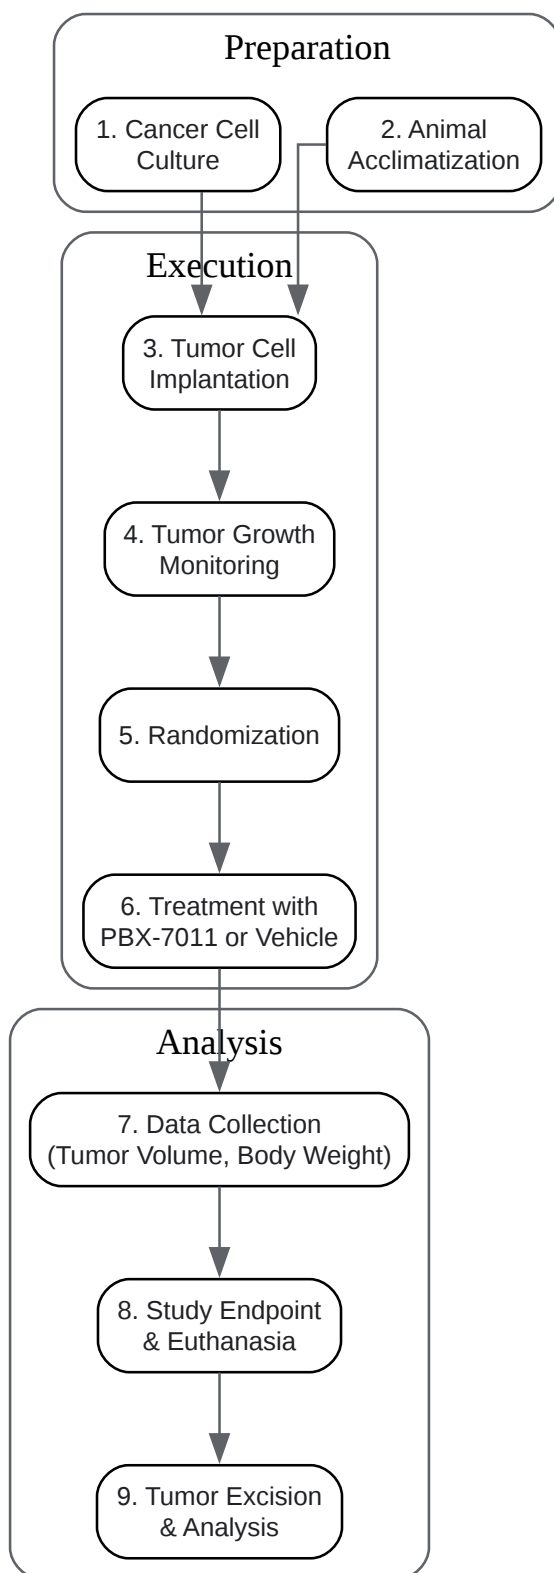 Preparation
1. Cancer Cell
Culture
2. Animal
Acclimatization
Execution
3. Tumor Cell
Implantation
4. Tumor Growth
Monitoring
5. Randomization
6. Treatment with
PBX-7011 or Vehicle
Analysis
7. Data Collection
(Tumor Volume, Body Weight)
8. Study Endpoint
& Euthanasia
9. Tumor Excision
& Analysis